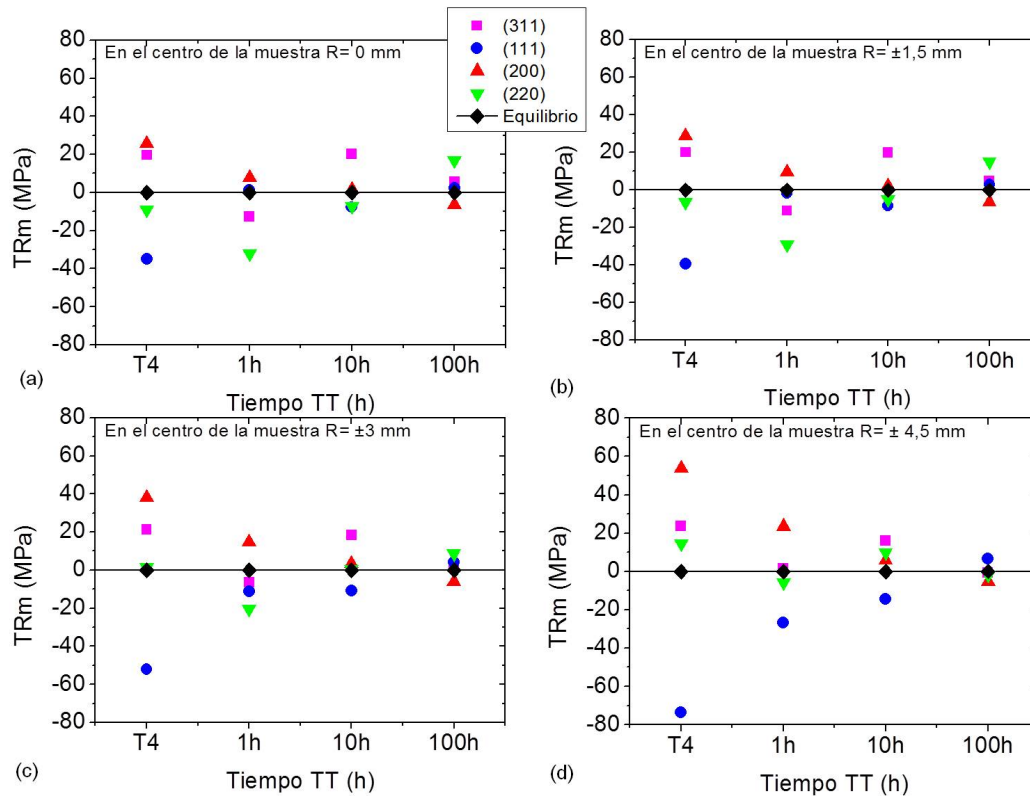 (311)
(111)
(200)
(220)
Equilibrio
En el centro de la muestra R= 0 mm
80
60
40
20
0
-20
-40
-60
-80
TRm (MPa)
T4 1h 10h 100h
Tiempo TT (h)
(a)
En el centro de la muestra R= ±1,5 mm
80
60
40
20
0
-20
-40
-60
-80
TRm (MPa)
T4 1h 10h 100h
Tiempo TT (h)
(b)
En el centro de la muestra R= ±3 mm
80
60
40
20
0
-20
-40
-60
-80
TRm (MPa)
T4 1h 10h 100h
Tiempo TT (h)
(c)
En el centro de la muestra R= ± 4,5 mm
80
60
40
20
0
-20
-40
-60
-80
TRm (MPa)
T4 1h 10h 100h
Tiempo TT (h)
(d)